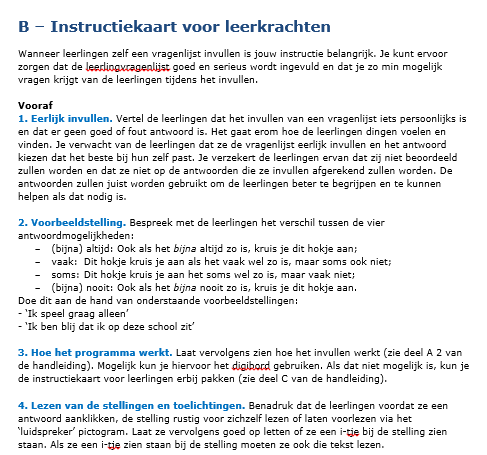 B – Instructiekaart voor leerkrachten
Wanneer leerlingen zelf een vragenlijst invullen is jouw instructie belangrijk. Je kunt ervoor
zorgen dat de leerlingvragenlijst goed en serieus wordt ingevuld en dat je zo min mogelijk
vragen krijgt van de leerlingen tijdens het invullen.
Vooraf
1. Eerlijk invullen. Vertel de leerlingen dat het invullen van een vragenlijst iets persoonlijks is
en dat er geen goed of fout antwoord is. Het gaat erom hoe de leerlingen dingen voelen en
vinden. Je verwacht van de leerlingen dat ze de vragenlijst eerlijk invullen en het antwoord
kiezen dat het beste bij hun zelf past. Je verzekert de leerlingen ervan dat zij niet beoordeeld
zullen worden en dat ze niet op de antwoorden die ze invullen afgerekend zullen worden. De
antwoorden zullen juist worden gebruikt om de leerlingen beter te begrijpen en te kunnen
helpen als dat nodig is.
2. Voorbeeldstelling. Bespreek met de leerlingen het verschil tussen de vier
antwoordmogelijkheden:
– (bijna) altijd: Ook als het bijna altijd zo is, kruis je dit hokje aan;
– vaak: Dit hokje kruis je aan als het vaak wel zo is, maar soms ook niet;
– soms: Dit hokje kruis je aan het soms wel zo is, maar vaak niet;
– (bijna) nooit: Ook als het bijna nooit zo is, kruis je dit hokje aan.
Doe dit aan de hand van onderstaande voorbeeldstellingen:
- 'Ik speel graag alleen'
- 'Ik ben blij dat ik op deze school zit'
3. Hoe het programma werkt. Laat vervolgens zien hoe het invullen werkt (zie deel A 2 van
de handleiding). Mogelijk kun je hiervoor het digibord gebruiken. Als dat niet mogelijk is, kun je
de instructiekaart voor leerlingen erbij pakken (zie deel C van de handleiding).
4. Lezen van de stellingen en toelichtingen. Benadruk dat de leerlingen voordat ze een
antwoord aanklikken, de stelling rustig voor zichzelf lezen of laten voorlezen via het
'luidspreker' pictogram. Laat ze vervolgens goed op letten of ze een i-tje bij de stelling zien
staan. Als ze een i-tje zien staan bij de stelling moeten ze ook die tekst lezen.